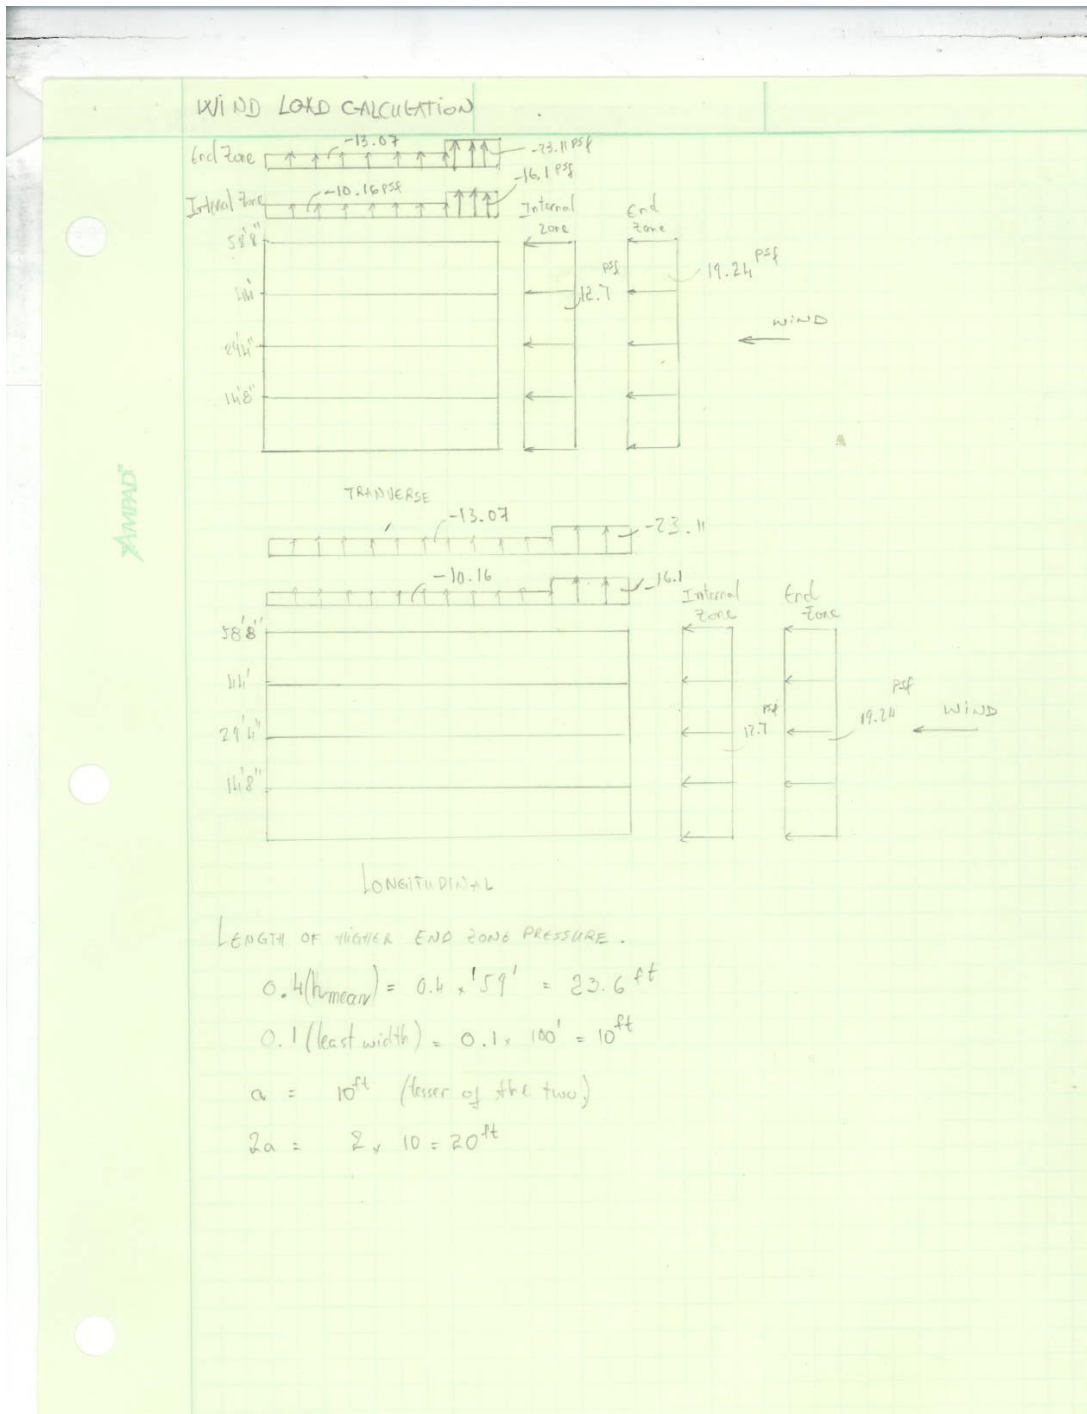 WIND LOAD CALCULATION
End Zone -13.07 -23.11 psf
-16.1 psf
Interval Zone -10.16 psf
Internal zone End Zone
58'8"
psf 19.24 psf
44' 12.7
WIND
29'4"
14'8"
AMPAD
TRANVERSE
-13.07 -23.11
-10.16 -16.1
Internal Zone End Zone
58'8"
44'
psf
29'4" psf 12.7 19.24 WIND
14'8"
LONGITUDINAL
LENGTH OF HIGHER END ZONE PRESSURE.
0.4(hmean) = 0.4 x '59' = 23.6 ft
0.1 (least width) = 0.1 x 100' = 10 ft
a = 10 ft (lesser of the two)
2a = 2 x 10 = 20 ft